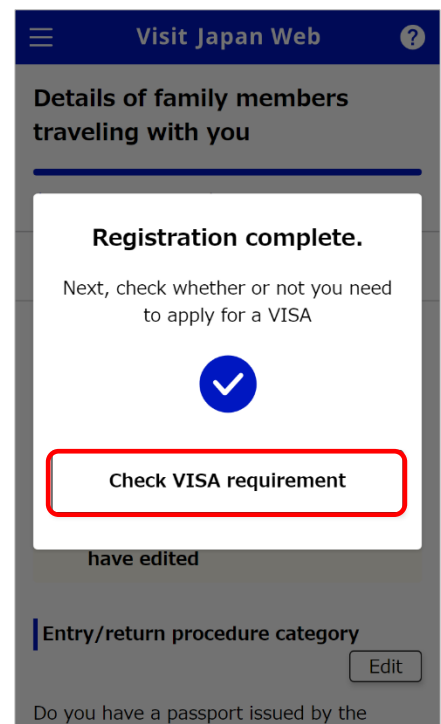 Visit Japan Web
?
Details of family members
traveling with you
Registration complete.
Next, check whether or not you need
to apply for a VISA
Check VISA requirement
have edited
Entry/return procedure category
Edit
Do you have a passport issued by the